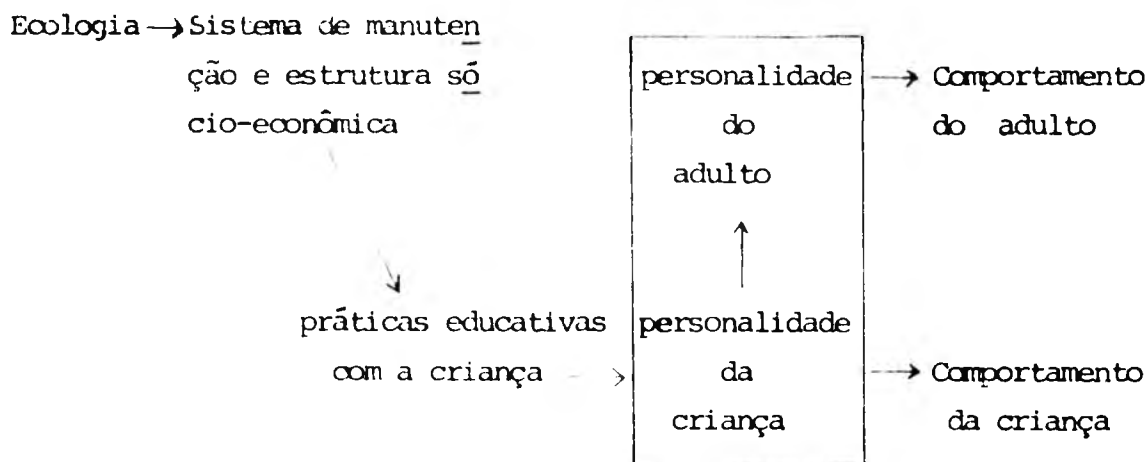 Ecologia → Sistema de manuten
ção e estrutura só
cio-econômica
personalidade
do
adulto
→ Comportamento
do adulto
práticas educativas
com a criança
personalidade
da
criança
→ Comportamento
da criança